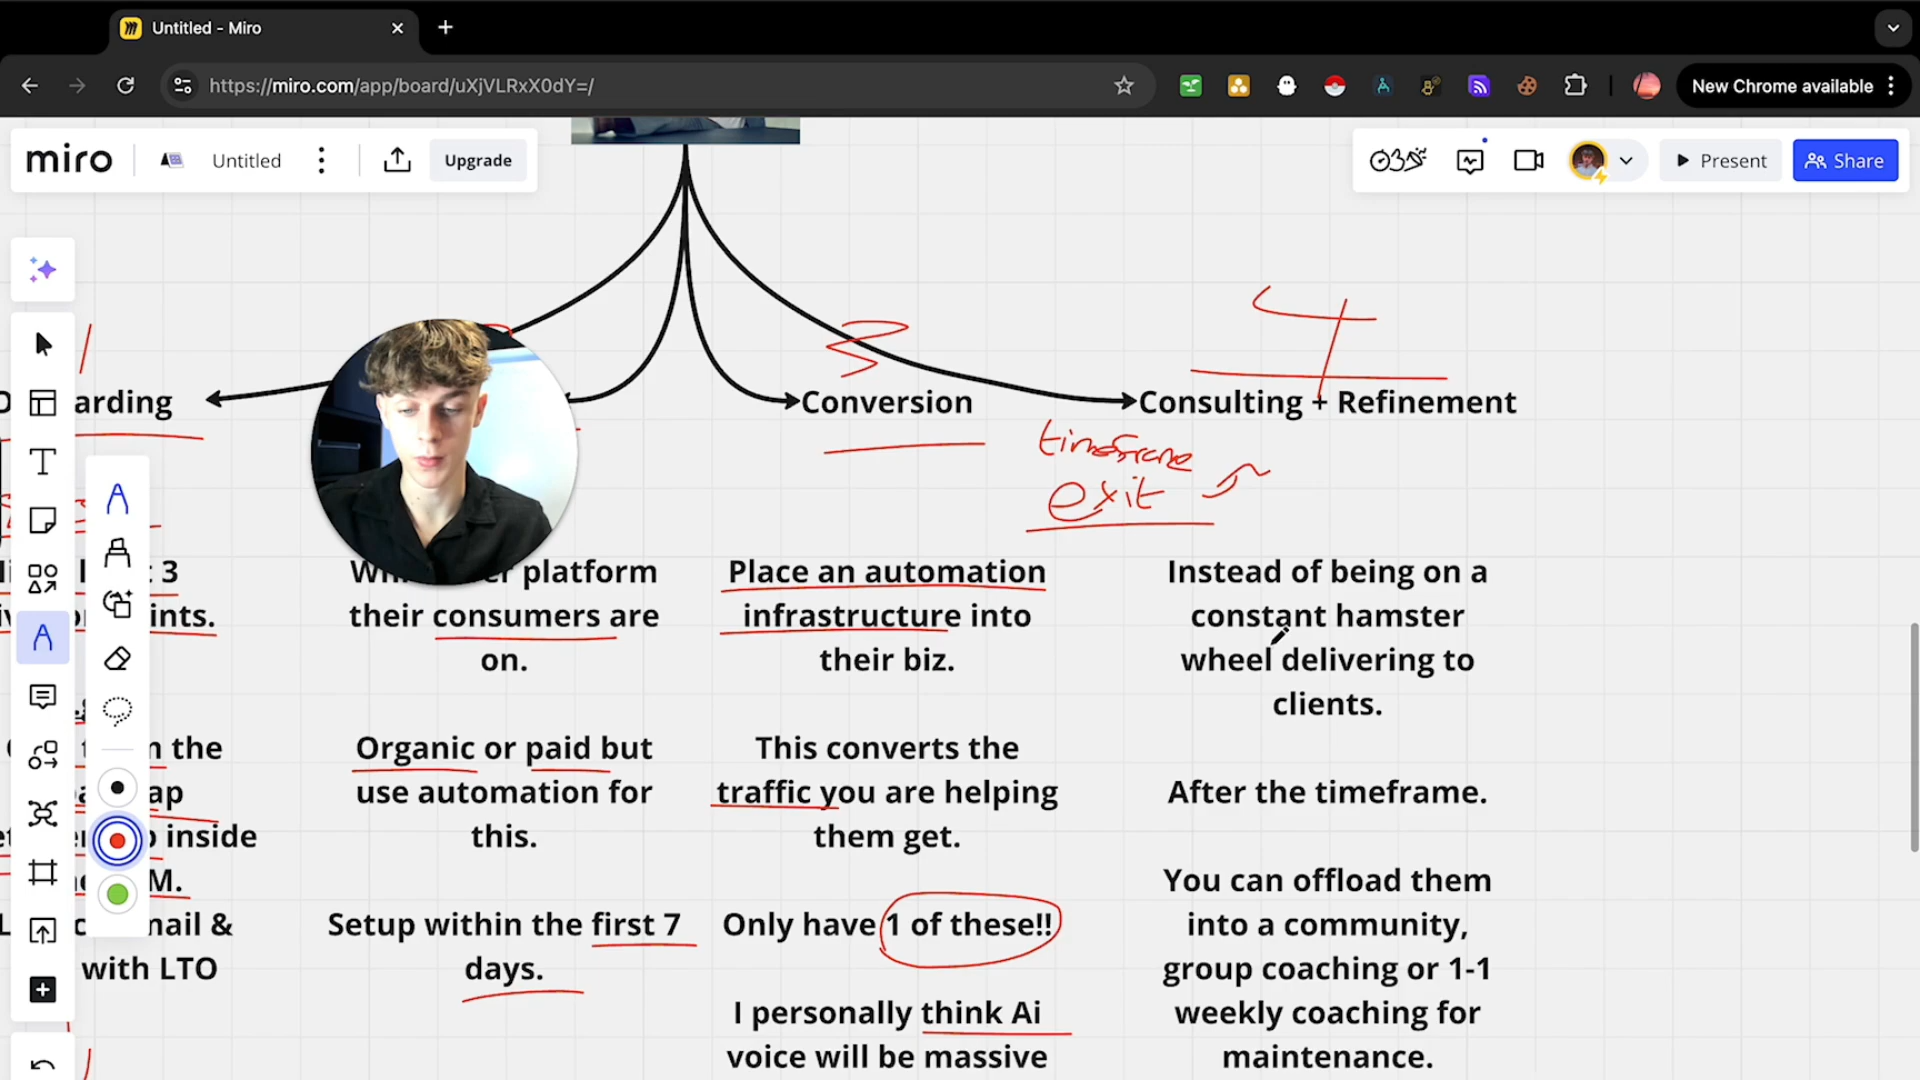 Untitled - Miro
https://miro.com/app/board/uXjVLRxX0dY=/
New Chrome available
miro
Untitled
Upgrade
Present
Share
1
3
4
arding
Conversion
Consulting + Refinement
timeframe
exit
3
ints.
the
ap
inside
M.
mail &
with LTO
platform
their consumers are
on.
Organic or paid but
use automation for
this.
Setup within the first 7
days.
Place an automation
infrastructure into
their biz.
This converts the
traffic you are helping
them get.
Only have 1 of these!!
I personally think Ai
voice will be massive
Instead of being on a
constant hamster
wheel delivering to
clients.
After the timeframe.
You can offload them
into a community,
group coaching or 1-1
weekly coaching for
maintenance.